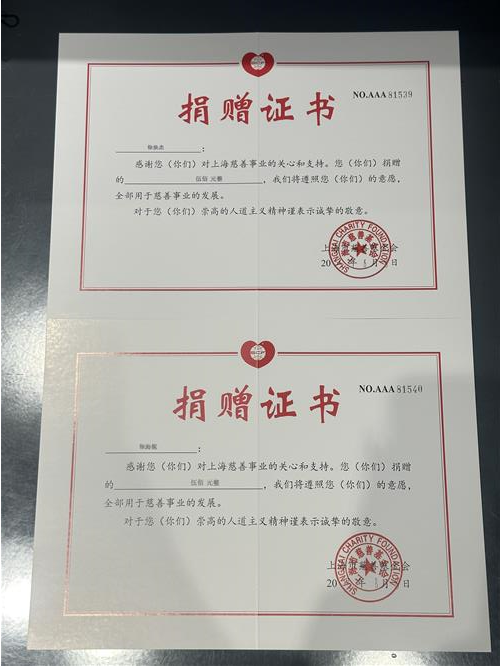 捐赠证书
NO.AAA 81539
感谢您（你们）对上海慈善事业的关心和支持。您（你们）捐赠
的 伍佰 元整 ，我们将遵照您（你们）的意愿，
全部用于慈善事业的发展。
对于您（你们）崇高的人道主义精神谨表示诚挚的敬意。
SHANGHAI CHARITY FOUNDATION
捐赠证书
NO.AAA 81540
：
感谢您（你们）对上海慈善事业的关心和支持。您（你们）捐赠
的 伍佰 元整 ，我们将遵照您（你们）的意愿，
全部用于慈善事业的发展。
对于您（你们）崇高的人道主义精神谨表示诚挚的敬意。
SHANGHAI CHARITY FOUNDATION